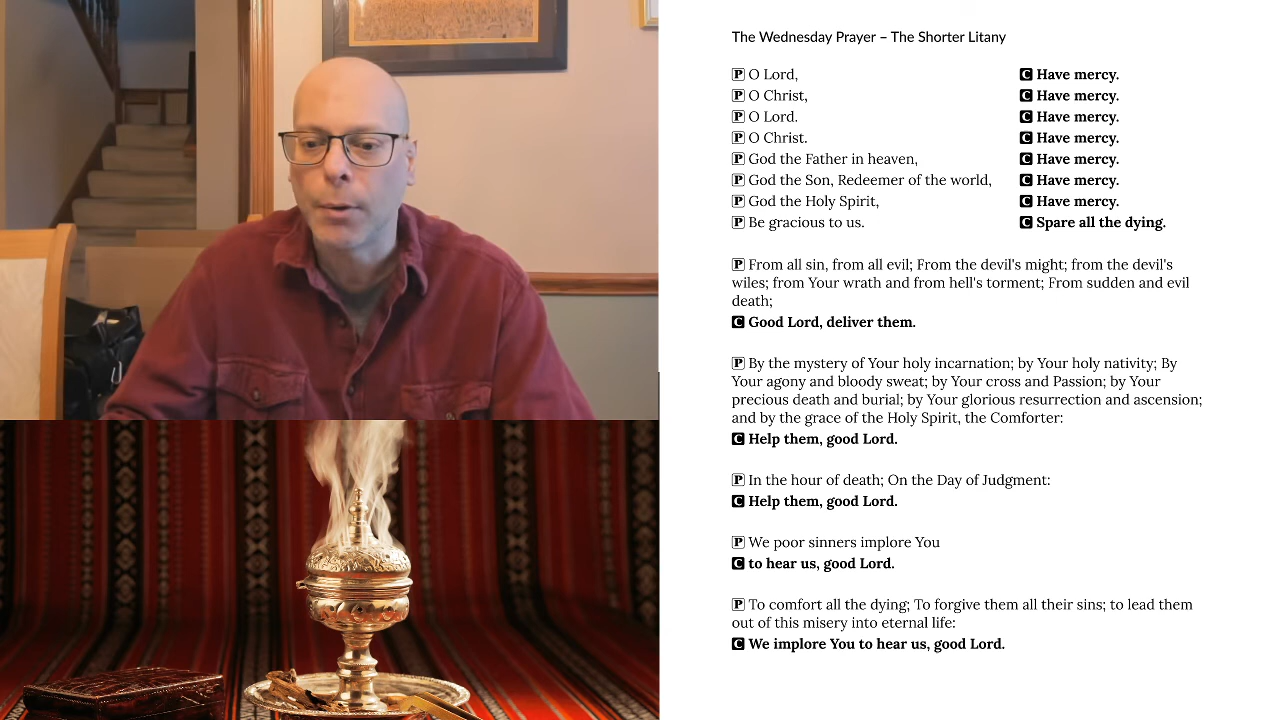 The Wednesday Prayer – The Shorter Litany
P O Lord, C Have mercy.
P O Christ, C Have mercy.
P O Lord. C Have mercy.
P O Christ. C Have mercy.
P God the Father in heaven, C Have mercy.
P God the Son, Redeemer of the world, C Have mercy.
P God the Holy Spirit, C Have mercy.
P Be gracious to us. C Spare all the dying.
P From all sin, from all evil; From the devil's might; from the devil's
wiles; from Your wrath and from hell's torment; From sudden and evil
death;
C Good Lord, deliver them.
P By the mystery of Your holy incarnation; by Your holy nativity; By
Your agony and bloody sweat; by Your cross and Passion; by Your
precious death and burial; by Your glorious resurrection and ascension;
and by the grace of the Holy Spirit, the Comforter:
C Help them, good Lord.
P In the hour of death; On the Day of Judgment:
C Help them, good Lord.
P We poor sinners implore You
C to hear us, good Lord.
P To comfort all the dying; To forgive them all their sins; to lead them
out of this misery into eternal life:
C We implore You to hear us, good Lord.